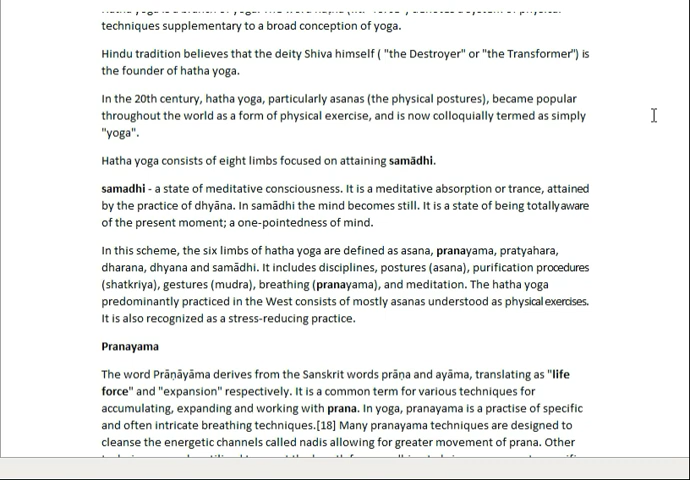 techniques supplementary to a broad conception of yoga.
Hindu tradition believes that the deity Shiva himself ( "the Destroyer" or "the Transformer") is
the founder of hatha yoga.
In the 20th century, hatha yoga, particularly asanas (the physical postures), became popular
throughout the world as a form of physical exercise, and is now colloquially termed as simply
"yoga".
Hatha yoga consists of eight limbs focused on attaining samādhi.
samadhi - a state of meditative consciousness. It is a meditative absorption or trance, attained
by the practice of dhyāna. In samādhi the mind becomes still. It is a state of being totally aware
of the present moment; a one-pointedness of mind.
In this scheme, the six limbs of hatha yoga are defined as asana, pranayama, pratyahara,
dharana, dhyana and samādhi. It includes disciplines, postures (asana), purification procedures
(shatkriya), gestures (mudra), breathing (pranayama), and meditation. The hatha yoga
predominantly practiced in the West consists of mostly asanas understood as physical exercises.
It is also recognized as a stress-reducing practice.
Pranayama
The word Prāṇāyāma derives from the Sanskrit words prāṇa and ayāma, translating as "life
force" and "expansion" respectively. It is a common term for various techniques for
accumulating, expanding and working with prana. In yoga, pranayama is a practise of specific
and often intricate breathing techniques.[18] Many pranayama techniques are designed to
cleanse the energetic channels called nadis allowing for greater movement of prana. Other